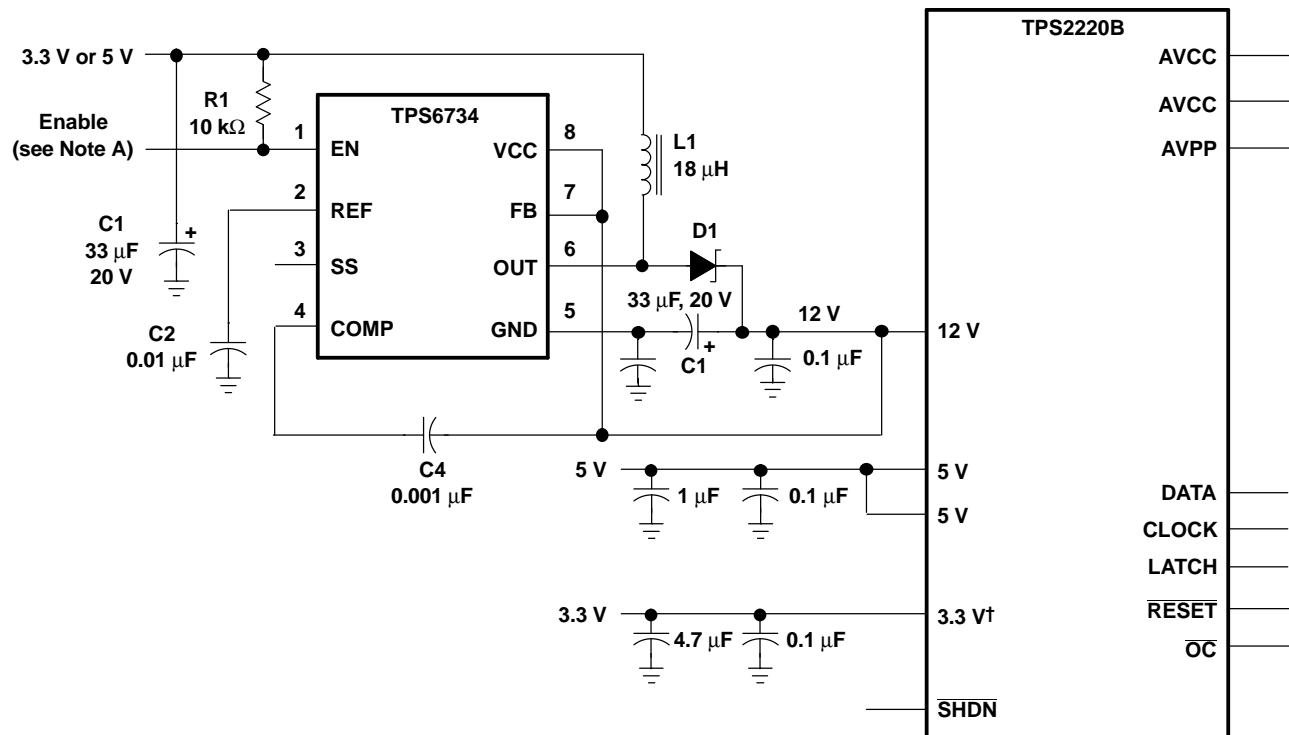 TPS2220B
3.3 V or 5 V
R1
10 kΩ
Enable
(see Note A)
TPS6734
1
EN
2
REF
3
SS
4
COMP
8
VCC
7
FB
6
OUT
5
GND
C1
33 µF
20 V
+
C2
0.01 µF
L1
18 µH
D1
33 µF, 20 V
C1
+
12 V
0.1 µF
C4
0.001 µF
5 V
1 µF
0.1 µF
3.3 V
4.7 µF
0.1 µF
12 V
5 V
5 V
3.3 V†
SHDN
AVCC
AVCC
AVPP
DATA
CLOCK
LATCH
RESET
OC